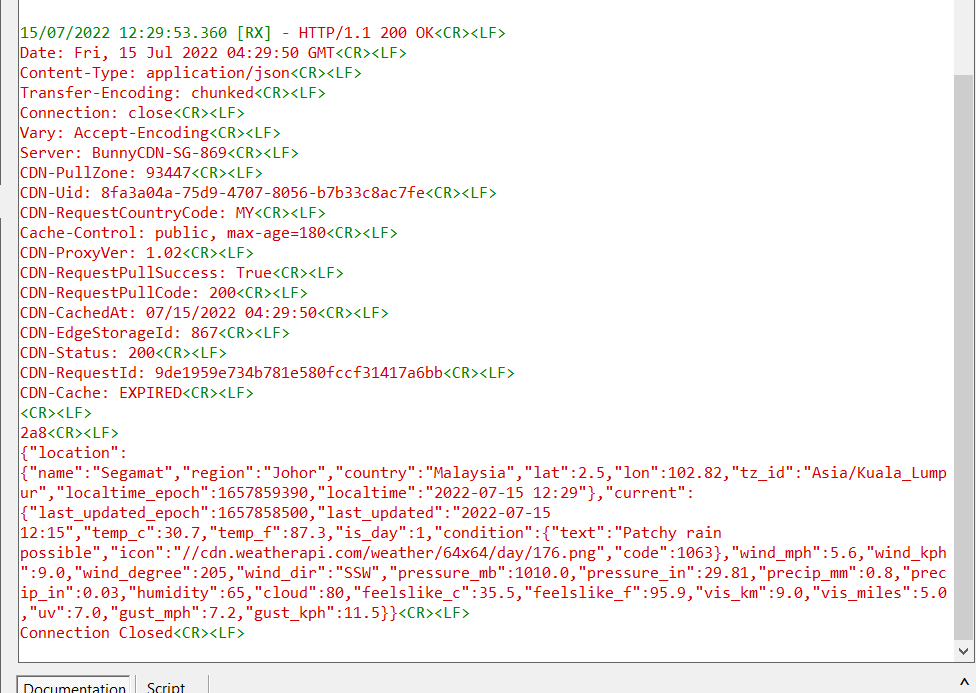 15/07/2022 12:29:53.360 [RX] - HTTP/1.1 200 OK<CR><LF>
Date: Fri, 15 Jul 2022 04:29:50 GMT<CR><LF>
Content-Type: application/json<CR><LF>
Transfer-Encoding: chunked<CR><LF>
Connection: close<CR><LF>
Vary: Accept-Encoding<CR><LF>
Server: BunnyCDN-SG-869<CR><LF>
CDN-PullZone: 93447<CR><LF>
CDN-Uid: 8fa3a04a-75d9-4707-8056-b7b33c8ac7fe<CR><LF>
CDN-RequestCountryCode: MY<CR><LF>
Cache-Control: public, max-age=180<CR><LF>
CDN-ProxyVer: 1.02<CR><LF>
CDN-RequestPullSuccess: True<CR><LF>
CDN-RequestPullCode: 200<CR><LF>
CDN-CachedAt: 07/15/2022 04:29:50<CR><LF>
CDN-EdgeStorageId: 867<CR><LF>
CDN-Status: 200<CR><LF>
CDN-RequestId: 9de1959e734b781e580fccf31417a6bb<CR><LF>
CDN-Cache: EXPIRED<CR><LF>
<CR><LF>
2a8<CR><LF>
{"location":
{"name":"Segamat","region":"Johor","country":"Malaysia","lat":2.5,"lon":102.82,"tz_id":"Asia/Kuala_Lump
ur","localtime_epoch":1657859390,"localtime":"2022-07-15 12:29"},"current":
{"last_updated_epoch":1657858500,"last_updated":"2022-07-15
12:15","temp_c":30.7,"temp_f":87.3,"is_day":1,"condition":{"text":"Patchy rain
possible","icon":"//cdn.weatherapi.com/weather/64x64/day/176.png","code":1063},"wind_mph":5.6,"wind_kph
":9.0,"wind_degree":205,"wind_dir":"SSW","pressure_mb":1010.0,"pressure_in":29.81,"precip_mm":0.8,"prec
ip_in":0.03,"humidity":65,"cloud":80,"feelslike_c":35.5,"feelslike_f":95.9,"vis_km":9.0,"vis_miles":5.0
,"uv":7.0,"gust_mph":7.2,"gust_kph":11.5}}<CR><LF>
Connection Closed<CR><LF>
Documentation Script